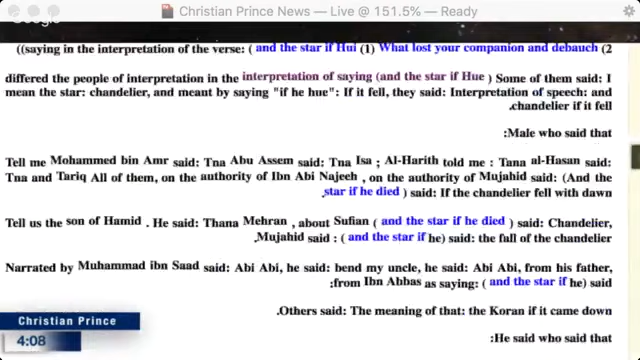 Christian Prince News — Live @ 151.5% — Ready
((saying in the interpretation of the verse: ( and the star if Hui (1) What lost your companion and debauch (2
differed the people of interpretation in the interpretation of saying (and the star if Hue ) Some of them said: I
mean the star: chandelier, and meant by saying "if he hue": If it fell, they said: Interpretation of speech: and
.chandelier if it fell
:Male who said that
Tell me Mohammed bin Amr said: Tna Abu Assem said: Tna Isa ; Al-Harith told me : Tana al-Hasan said:
Tna and Tariq All of them, on the authority of Ibn Abi Najeeh , on the authority of Mujahid said: (And the
.star if he died ) said: If the chandelier fell with dawn
Tell us the son of Hamid . He said: Thana Mehran , about Sufian ( and the star if he died ) said: Chandelier,
.Mujahid said : ( and the star if he) said: the fall of the chandelier
Narrated by Muhammad ibn Saad said: Abi Abi, he said: bend my uncle, he said: Abi Abi, from his father,
:from Ibn Abbas as saying: ( and the star if he) said
.Others said: The meaning of that: the Koran if it came down
:He said who said that
Christian Prince
4:08